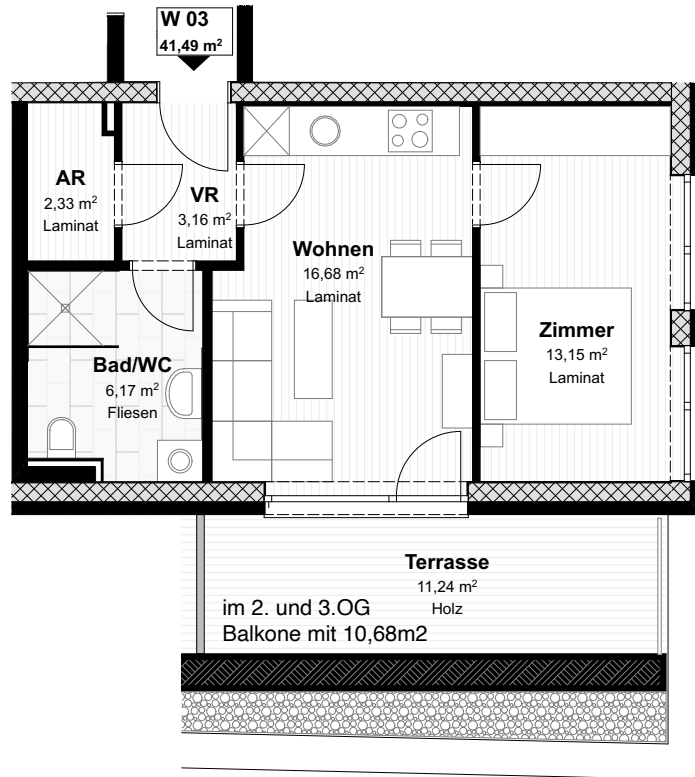 W 03
41,49 m²
AR
2,33 m²
Laminat
VR
3,16 m²
Laminat
Wohnen
16,68 m²
Laminat
Zimmer
13,15 m²
Laminat
Bad/WC
6,17 m²
Fliesen
Terrasse
11,24 m²
Holz
im 2. und 3.OG
Balkone mit 10,68m2